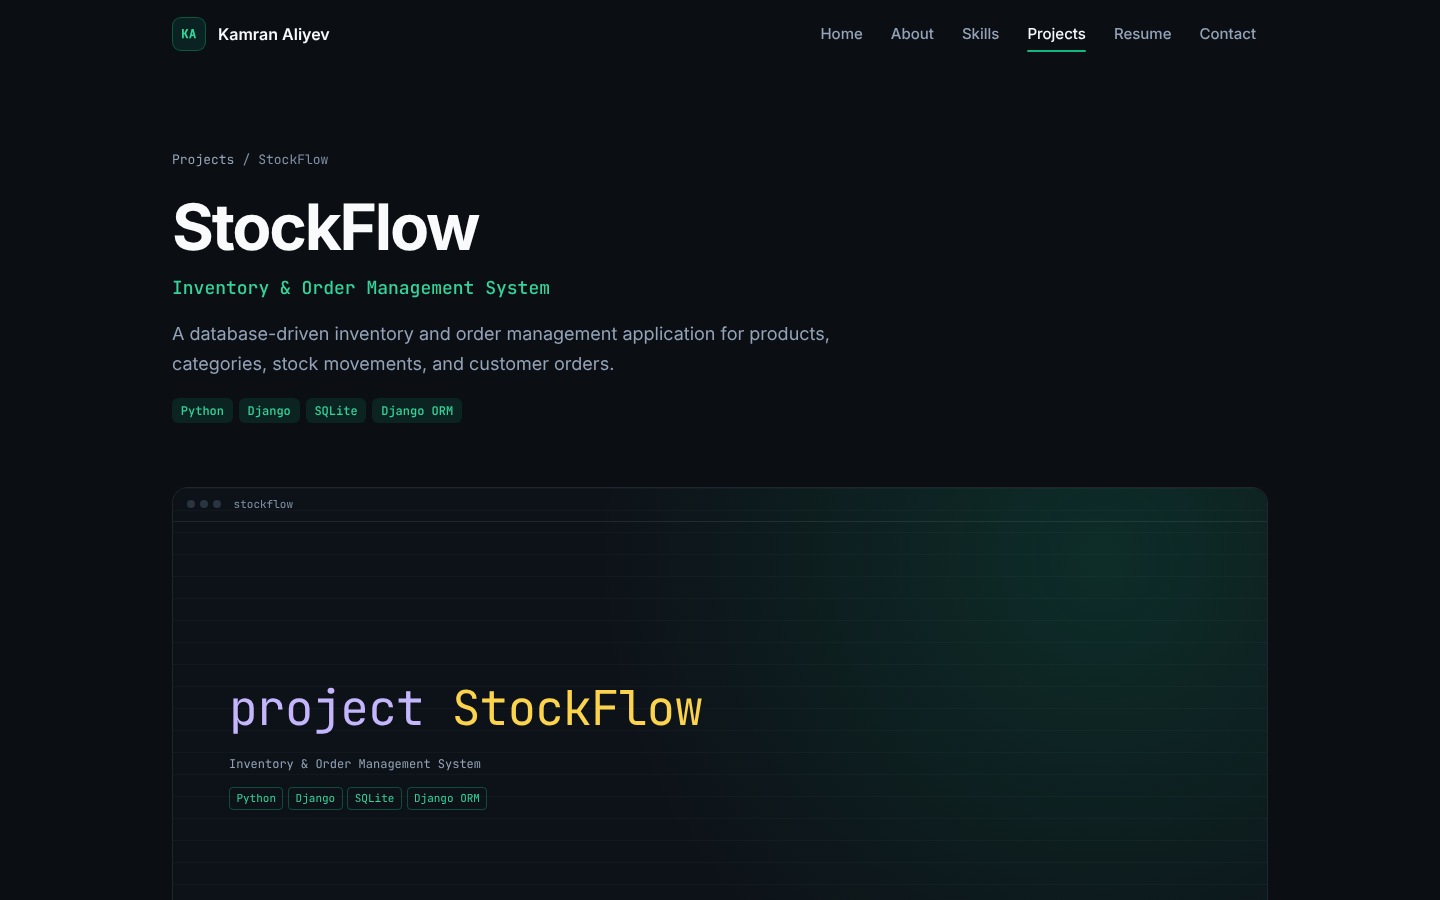 KA
Kamran Aliyev
Home About Skills Projects Resume Contact
Projects / StockFlow
StockFlow
Inventory & Order Management System
A database-driven inventory and order management application for products,
categories, stock movements, and customer orders.
Python Django SQLite Django ORM
stockflow
project StockFlow
Inventory & Order Management System
Python Django SQLite Django ORM